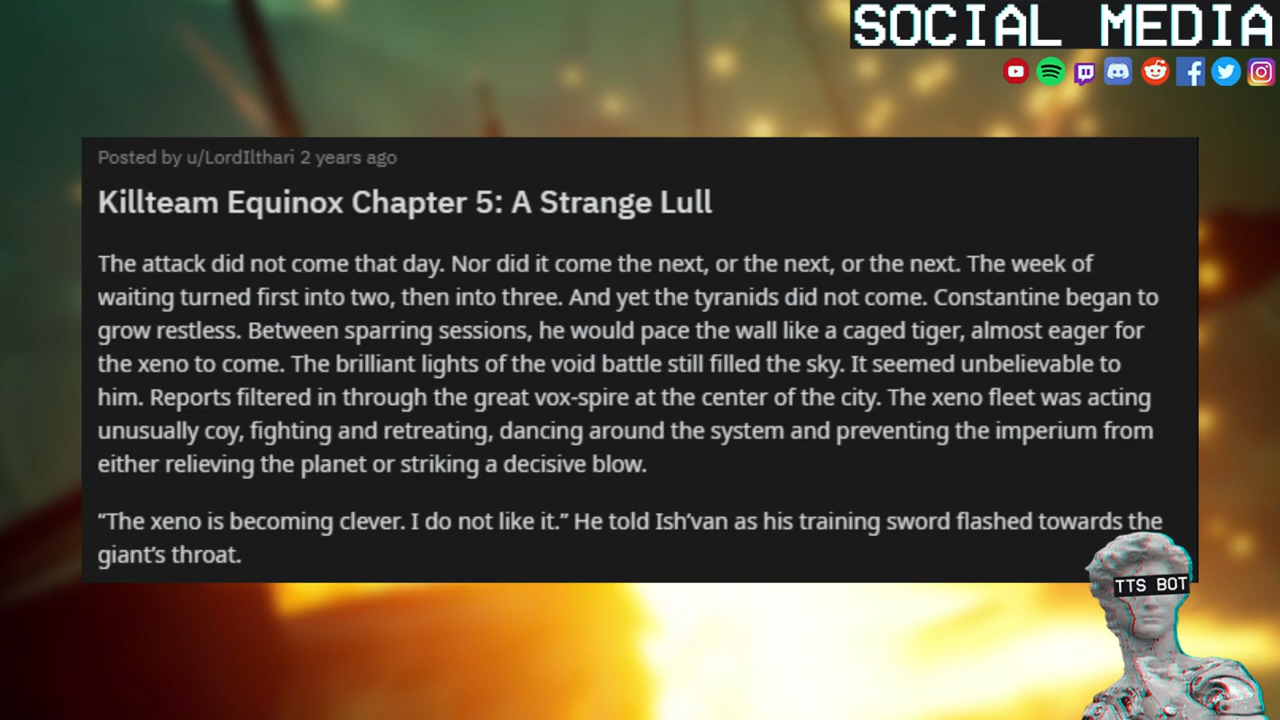 SOCIAL MEDIA
Posted by u/LordIlthari 2 years ago
Killteam Equinox Chapter 5: A Strange Lull
The attack did not come that day. Nor did it come the next, or the next, or the next. The week of
waiting turned first into two, then into three. And yet the tyranids did not come. Constantine began to
grow restless. Between sparring sessions, he would pace the wall like a caged tiger, almost eager for
the xeno to come. The brilliant lights of the void battle still filled the sky. It seemed unbelievable to
him. Reports filtered in through the great vox-spire at the center of the city. The xeno fleet was acting
unusually coy, fighting and retreating, dancing around the system and preventing the imperium from
either relieving the planet or striking a decisive blow.
“The xeno is becoming clever. I do not like it.” He told Ish’van as his training sword flashed towards the
giant’s throat.
TTS BOT